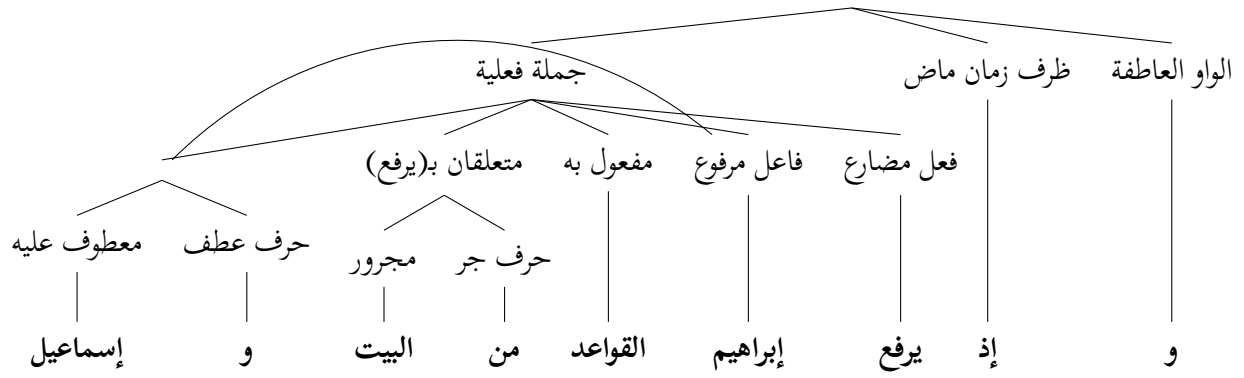 الواو العاطفة ظرف زمان ماض جملة فعلية
فعل مضارع فاعل مرفوع مفعول به متعلقان بـ(يرفع)
حرف جر مجرور حرف عطف معطوف عليه
و إذ يرفع إبراهيم القواعد من البيت و إسماعيل